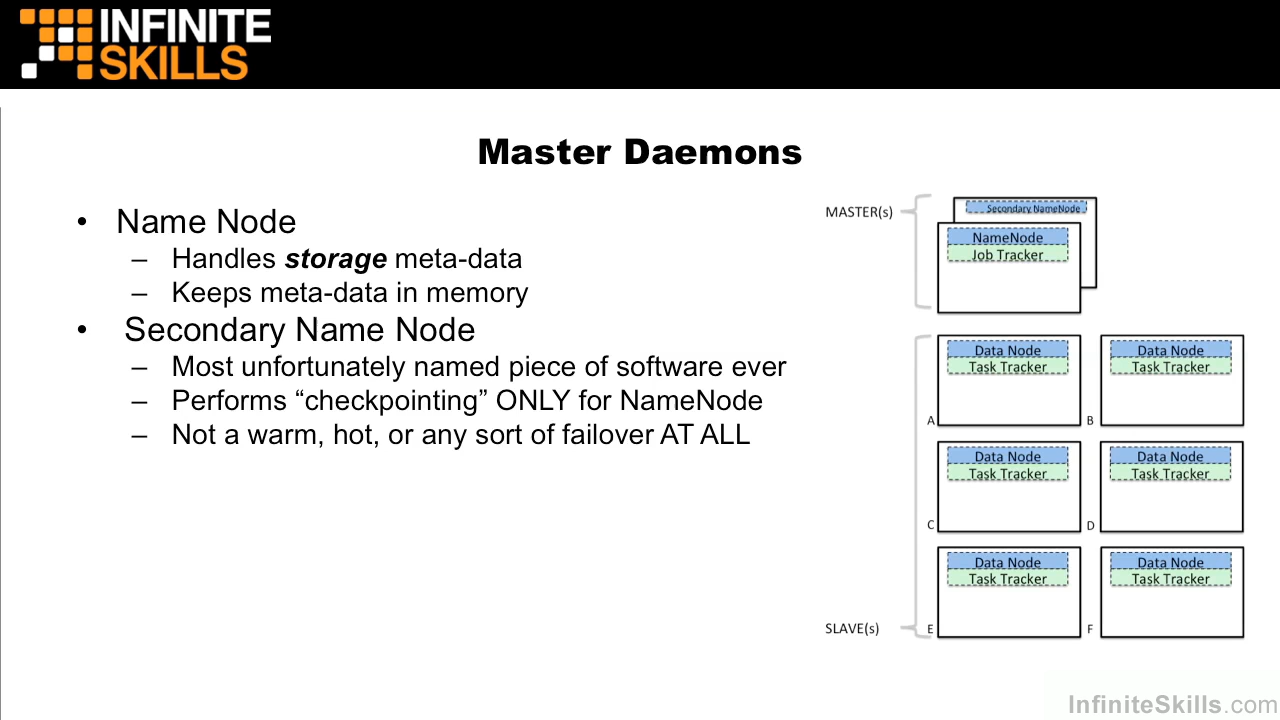 INFINITE
SKILLS
Master Daemons
• Name Node
– Handles storage meta-data
– Keeps meta-data in memory
• Secondary Name Node
– Most unfortunately named piece of software ever
– Performs “checkpointing” ONLY for NameNode
– Not a warm, hot, or any sort of failover AT ALL
MASTER(s)
Secondary NameNode
NameNode
Job Tracker
Data Node
Task Tracker
A
Data Node
Task Tracker
B
Data Node
Task Tracker
C
Data Node
Task Tracker
D
Data Node
Task Tracker
E
Data Node
Task Tracker
F
SLAVE(s)
InfiniteSkills.com